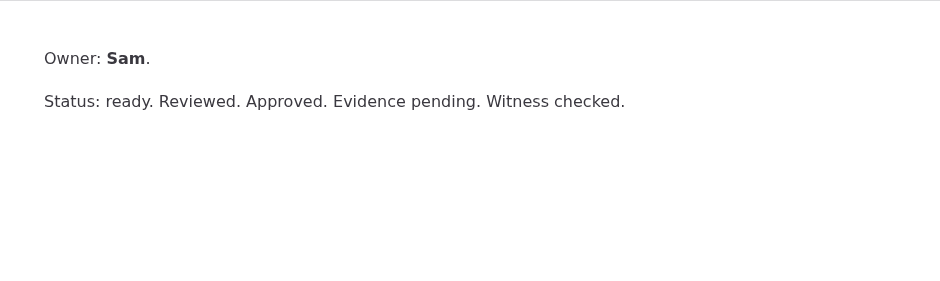 Owner: Sam.
Status: ready. Reviewed. Approved. Evidence pending. Witness checked.